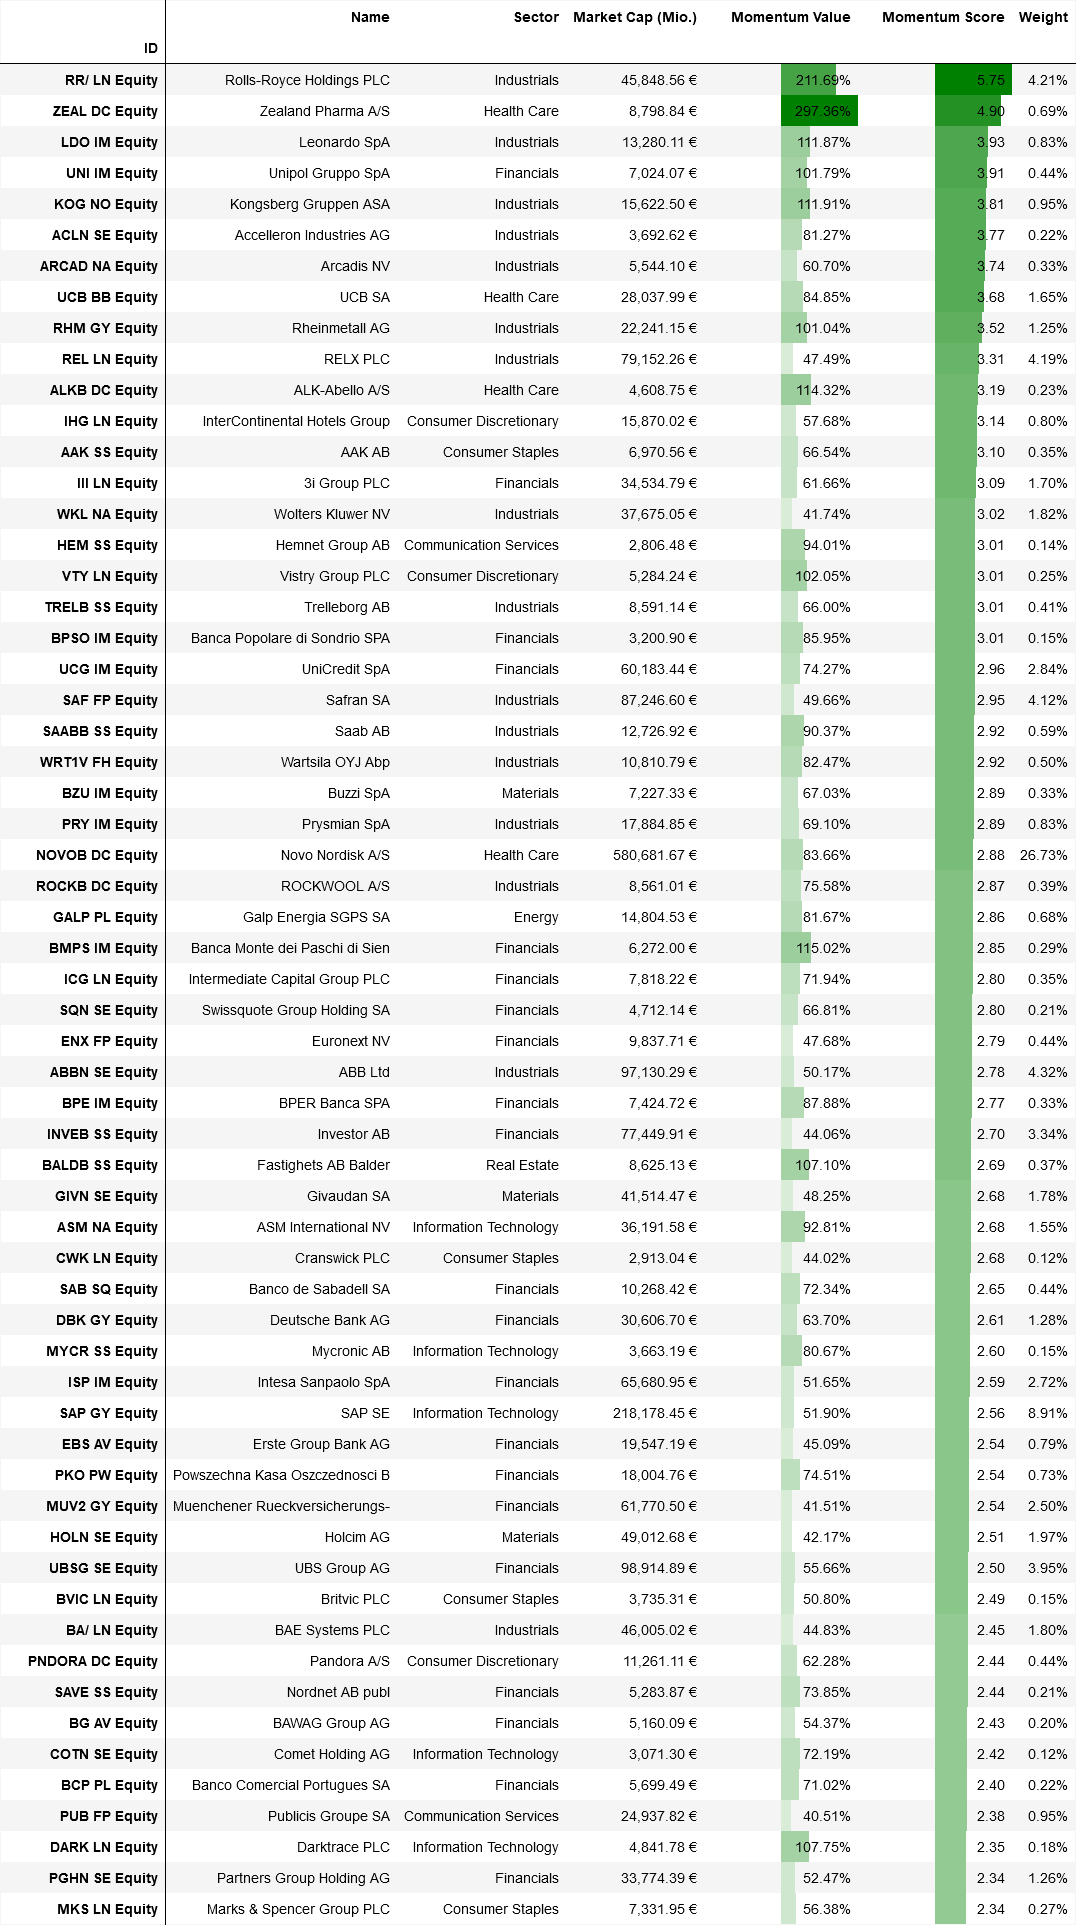 Name Sector Market Cap (Mio.) Momentum Value Momentum Score Weight
ID
RR/ LN Equity Rolls-Royce Holdings PLC Industrials 45,848.56 € 211.69% 5.75 4.21%
ZEAL DC Equity Zealand Pharma A/S Health Care 8,798.84 € 297.36% 4.90 0.69%
LDO IM Equity Leonardo SpA Industrials 13,280.11 € 111.87% 3.93 0.83%
UNI IM Equity Unipol Gruppo SpA Financials 7,024.07 € 101.79% 3.91 0.44%
KOG NO Equity Kongsberg Gruppen ASA Industrials 15,622.50 € 111.91% 3.81 0.95%
ACLN SE Equity Accelleron Industries AG Industrials 3,692.62 € 81.27% 3.77 0.22%
ARCAD NA Equity Arcadis NV Industrials 5,544.10 € 60.70% 3.74 0.33%
UCB BB Equity UCB SA Health Care 28,037.99 € 84.85% 3.68 1.65%
RHM GY Equity Rheinmetall AG Industrials 22,241.15 € 101.04% 3.52 1.25%
REL LN Equity RELX PLC Industrials 79,152.26 € 47.49% 3.31 4.19%
ALKB DC Equity ALK-Abello A/S Health Care 4,608.75 € 114.32% 3.19 0.23%
IHG LN Equity InterContinental Hotels Group Consumer Discretionary 15,870.02 € 57.68% 3.14 0.80%
AAK SS Equity AAK AB Consumer Staples 6,970.56 € 66.54% 3.10 0.35%
III LN Equity 3i Group PLC Financials 34,534.79 € 61.66% 3.09 1.70%
WKL NA Equity Wolters Kluwer NV Industrials 37,675.05 € 41.74% 3.02 1.82%
HEM SS Equity Hemnet Group AB Communication Services 2,806.48 € 94.01% 3.01 0.14%
VTY LN Equity Vistry Group PLC Consumer Discretionary 5,284.24 € 102.05% 3.01 0.25%
TRELB SS Equity Trelleborg AB Industrials 8,591.14 € 66.00% 3.01 0.41%
BPSO IM Equity Banca Popolare di Sondrio SPA Financials 3,200.90 € 85.95% 3.01 0.15%
UCG IM Equity UniCredit SpA Financials 60,183.44 € 74.27% 2.96 2.84%
SAF FP Equity Safran SA Industrials 87,246.60 € 49.66% 2.95 4.12%
SAABB SS Equity Saab AB Industrials 12,726.92 € 90.37% 2.92 0.59%
WRT1V FH Equity Wartsila OYJ Abp Industrials 10,810.79 € 82.47% 2.92 0.50%
BZU IM Equity Buzzi SpA Materials 7,227.33 € 67.03% 2.89 0.33%
PRY IM Equity Prysmian SpA Industrials 17,884.85 € 69.10% 2.89 0.83%
NOVOB DC Equity Novo Nordisk A/S Health Care 580,681.67 € 83.66% 2.88 26.73%
ROCKB DC Equity ROCKWOOL A/S Industrials 8,561.01 € 75.58% 2.87 0.39%
GALP PL Equity Galp Energia SGPS SA Energy 14,804.53 € 81.67% 2.86 0.68%
BMPS IM Equity Banca Monte dei Paschi di Sien Financials 6,272.00 € 115.02% 2.85 0.29%
ICG LN Equity Intermediate Capital Group PLC Financials 7,818.22 € 71.94% 2.80 0.35%
SQN SE Equity Swissquote Group Holding SA Financials 4,712.14 € 66.81% 2.80 0.21%
ENX FP Equity Euronext NV Financials 9,837.71 € 47.68% 2.79 0.44%
ABBN SE Equity ABB Ltd Industrials 97,130.29 € 50.17% 2.78 4.32%
BPE IM Equity BPER Banca SPA Financials 7,424.72 € 87.88% 2.77 0.33%
INVEB SS Equity Investor AB Financials 77,449.91 € 44.06% 2.70 3.34%
BALDB SS Equity Fastighets AB Balder Real Estate 8,625.13 € 107.10% 2.69 0.37%
GIVN SE Equity Givaudan SA Materials 41,514.47 € 48.25% 2.68 1.78%
ASM NA Equity ASM International NV Information Technology 36,191.58 € 92.81% 2.68 1.55%
CWK LN Equity Cranswick PLC Consumer Staples 2,913.04 € 44.02% 2.68 0.12%
SAB SQ Equity Banco de Sabadell SA Financials 10,268.42 € 72.34% 2.65 0.44%
DBK GY Equity Deutsche Bank AG Financials 30,606.70 € 63.70% 2.61 1.28%
MYCR SS Equity Mycronic AB Information Technology 3,663.19 € 80.67% 2.60 0.15%
ISP IM Equity Intesa Sanpaolo SpA Financials 65,680.95 € 51.65% 2.59 2.72%
SAP GY Equity SAP SE Information Technology 218,178.45 € 51.90% 2.56 8.91%
EBS AV Equity Erste Group Bank AG Financials 19,547.19 € 45.09% 2.54 0.79%
PKO PW Equity Powszechna Kasa Oszczednosci B Financials 18,004.76 € 74.51% 2.54 0.73%
MUV2 GY Equity Muenchener Rueckversicherungs- Financials 61,770.50 € 41.51% 2.54 2.50%
HOLN SE Equity Holcim AG Materials 49,012.68 € 42.17% 2.51 1.97%
UBSG SE Equity UBS Group AG Financials 98,914.89 € 55.66% 2.50 3.95%
BVIC LN Equity Britvic PLC Consumer Staples 3,735.31 € 50.80% 2.49 0.15%
BA/ LN Equity BAE Systems PLC Industrials 46,005.02 € 44.83% 2.45 1.80%
PNDORA DC Equity Pandora A/S Consumer Discretionary 11,261.11 € 62.28% 2.44 0.44%
SAVE SS Equity Nordnet AB publ Financials 5,283.87 € 73.85% 2.44 0.21%
BG AV Equity BAWAG Group AG Financials 5,160.09 € 54.37% 2.43 0.20%
COTN SE Equity Comet Holding AG Information Technology 3,071.30 € 72.19% 2.42 0.12%
BCP PL Equity Banco Comercial Portugues SA Financials 5,699.49 € 71.02% 2.40 0.22%
PUB FP Equity Publicis Groupe SA Communication Services 24,937.82 € 40.51% 2.38 0.95%
DARK LN Equity Darktrace PLC Information Technology 4,841.78 € 107.75% 2.35 0.18%
PGHN SE Equity Partners Group Holding AG Financials 33,774.39 € 52.47% 2.34 1.26%
MKS LN Equity Marks & Spencer Group PLC Consumer Staples 7,331.95 € 56.38% 2.34 0.27%